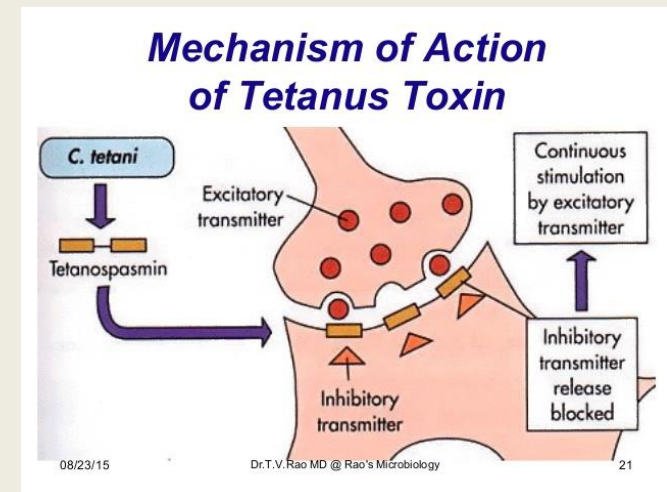 Mechanism of Action
of Tetanus Toxin
C. tetani
Tetanospasmin
Excitatory
transmitter
Inhibitory
transmitter
Continuous
stimulation
by excitatory
transmitter
Inhibitory
transmitter
release
blocked
08/23/15
Dr.T.V.Rao MD @ Rao's Microbiology
21